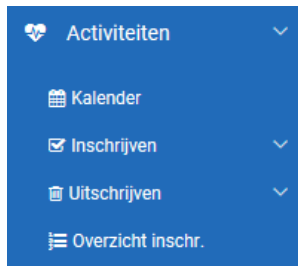 Activiteiten
Kalender
Inschrijven
Uitschrijven
Overzicht inschr.